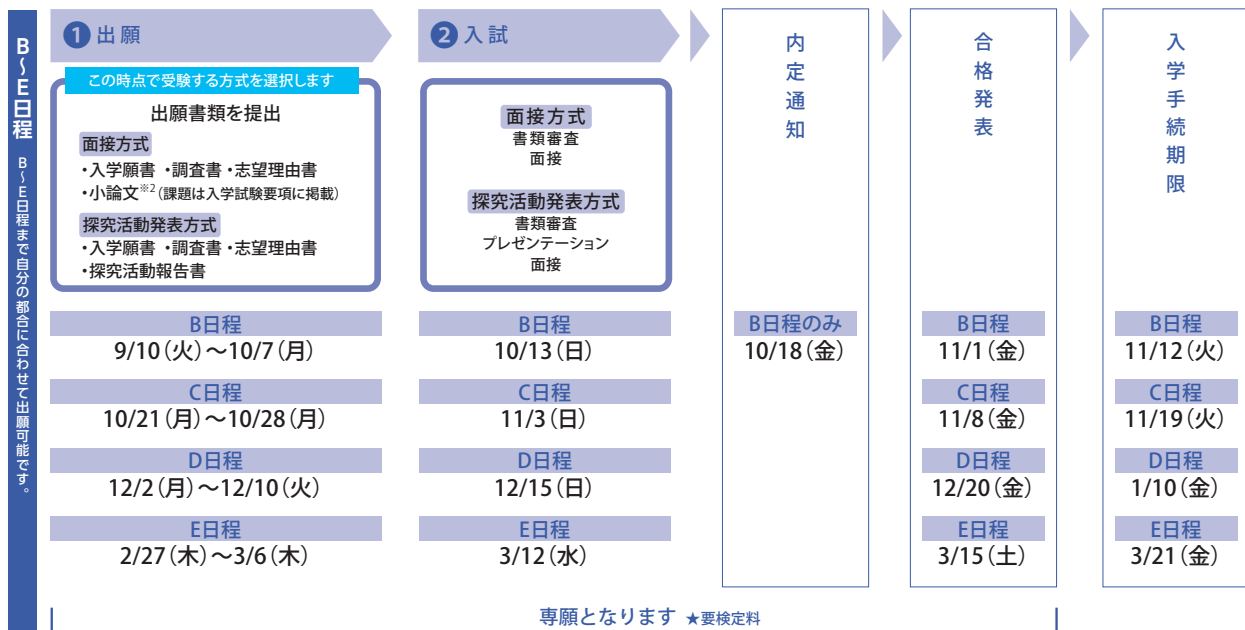 B～E日程
B～E日程まで自分の都合に合わせて出願可能です。
1 出願
この時点で受験する方式を選択します
出願書類を提出
面接方式
・入学願書 ・調査書 ・志望理由書
・小論文※2(課題は入学試験要項に掲載)
探究活動発表方式
・入学願書 ・調査書 ・志望理由書
・探究活動報告書
B日程
9/10(火)～10/7(月)
C日程
10/21(月)～10/28(月)
D日程
12/2(月)～12/10(火)
E日程
2/27(木)～3/6(木)
2 入試
面接方式
書類審査
面接
探究活動発表方式
書類審査
プレゼンテーション
面接
B日程
10/13(日)
C日程
11/3(日)
D日程
12/15(日)
E日程
3/12(水)
内定通知
B日程のみ
10/18(金)
合格発表
B日程
11/1(金)
C日程
11/8(金)
D日程
12/20(金)
E日程
3/15(土)
入学手続期限
B日程
11/12(火)
C日程
11/19(火)
D日程
1/10(金)
E日程
3/21(金)
専願となります ★要検定料